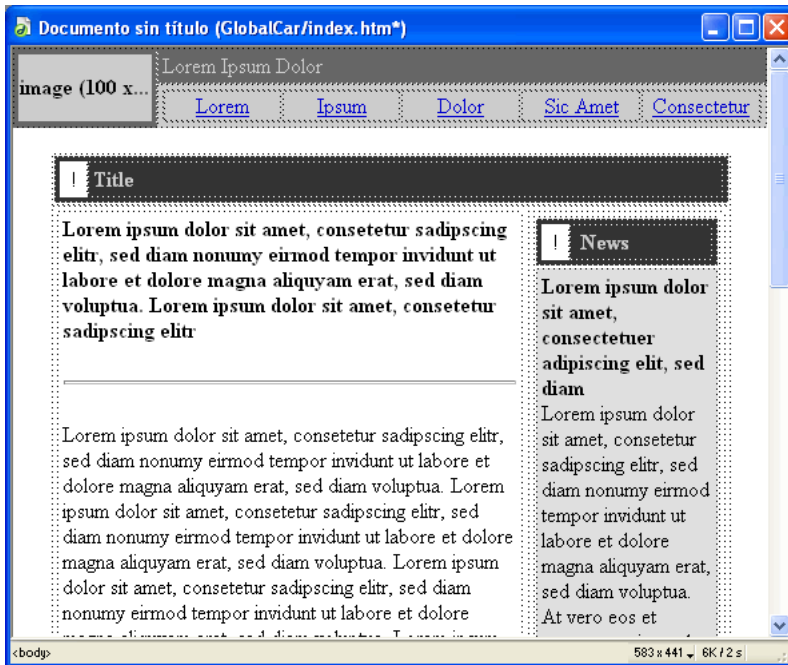 Documento sin título (GlobalCar/index.htm*)
image (100 x...
Lorem Ipsum Dolor
Lorem Ipsum Dolor Sic Amet Consectetur
! Title
Lorem ipsum dolor sit amet, consetetur sadipscing
elitr, sed diam nonumy eirmod tempor invidunt ut
labore et dolore magna aliquyam erat, sed diam
voluptua. Lorem ipsum dolor sit amet, consetetur
sadipscing elitr
Lorem ipsum dolor sit amet, consetetur sadipscing elitr,
sed diam nonumy eirmod tempor invidunt ut labore et
dolore magna aliquyam erat, sed diam voluptua. Lorem
ipsum dolor sit amet, consetetur sadipscing elitr, sed
diam nonumy eirmod tempor invidunt ut labore et dolore
magna aliquyam erat, sed diam voluptua. Lorem ipsum
dolor sit amet, consetetur sadipscing elitr, sed diam
nonumy eirmod tempor invidunt ut labore et dolore
! News
Lorem ipsum dolor
sit amet,
consectetuer
adipiscing elit, sed
diam
Lorem ipsum dolor
sit amet, consetetur
sadipscing elitr, sed
diam nonumy eirmod
tempor invidunt ut
labore et dolore
magna aliquyam erat,
sed diam voluptua.
At vero eos et
<body>
583 x 441 6K / 2 s